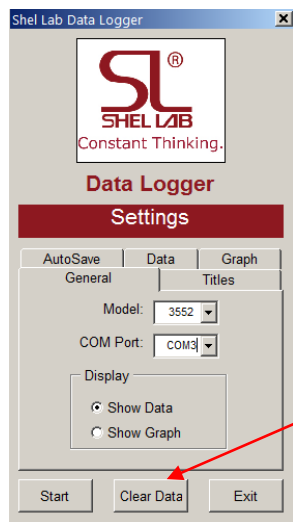 Shel Lab Data Logger
SL®
SHEL LAB
Constant Thinking.
Data Logger
Settings
AutoSave Data Graph
General Titles
Model: 3552
COM Port: COM3
Display
Show Data
Show Graph
Start Clear Data Exit